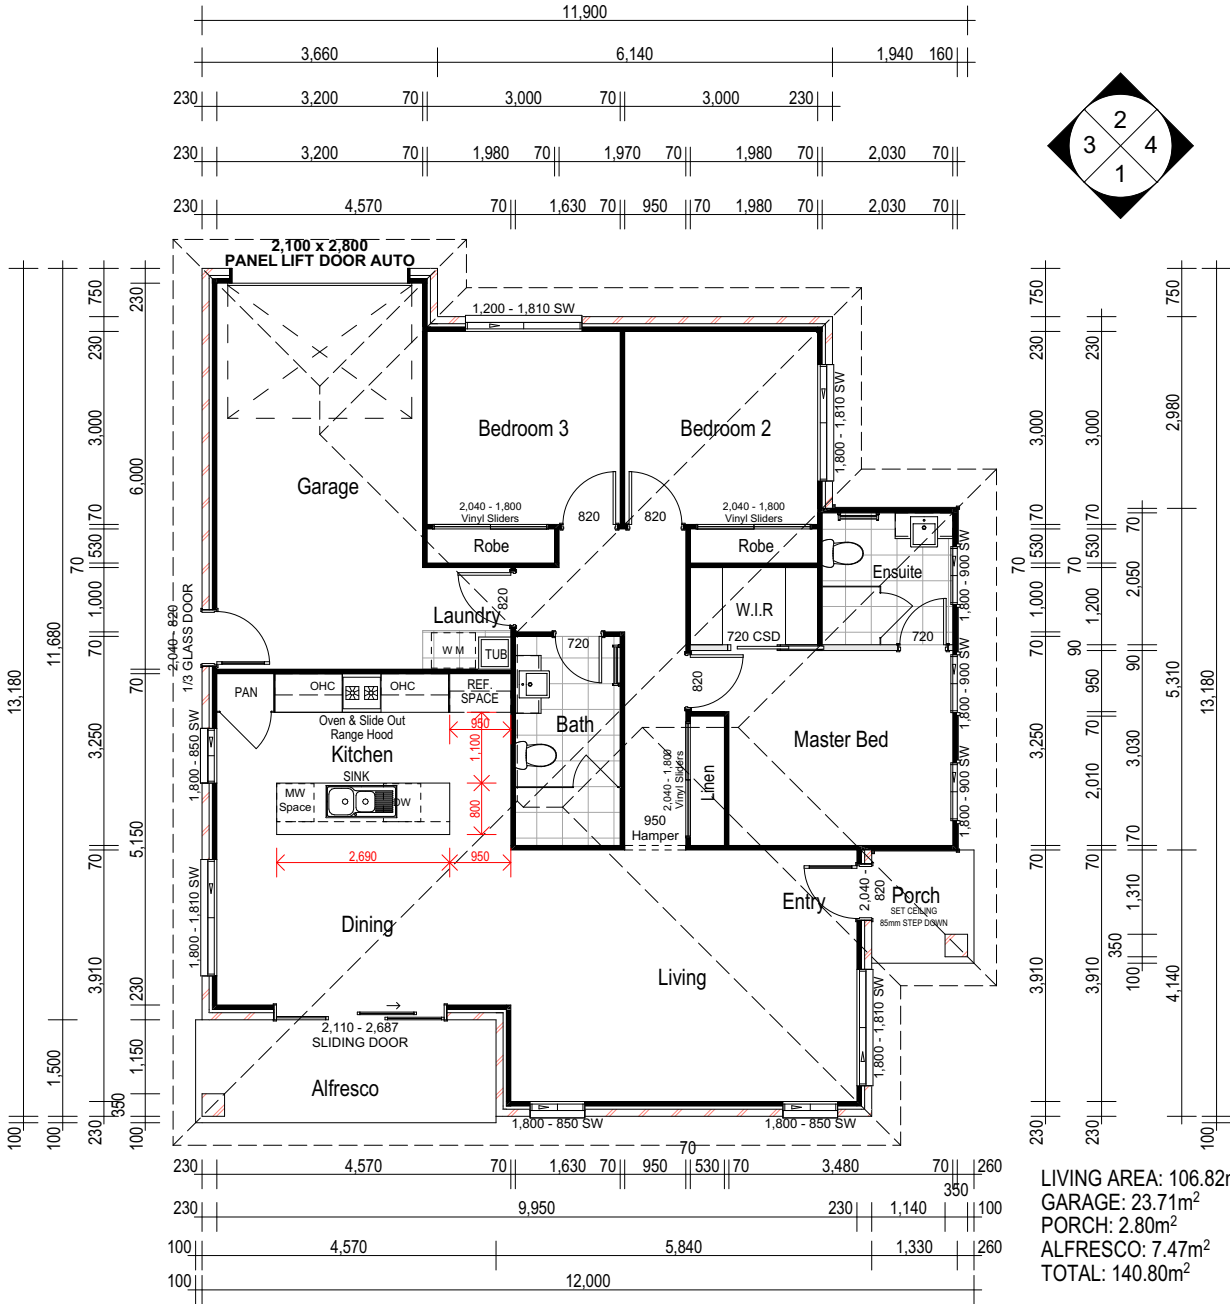 11,900
3,660 6,140 1,940 160
230 3,200 70 3,000 70 3,000 230
230 3,200 70 1,980 70 1,970 70 1,980 70 2,030 70
230 4,570 70 1,630 70 950 70 1,980 70 2,030 70
2
3 4
1
2,100 x 2,800
PANEL LIFT DOOR AUTO
1,200 - 1,810 SW
1,800 - 1,810 SW
Bedroom 3
Bedroom 2
Garage
2,040 - 1,800
Vinyl Sliders
820
820
2,040 - 1,800
Vinyl Sliders
Robe
Robe
Ensuite
1,800 - 900 SW
820
Laundry
W.I.R
720 CSD
720
2,040 - 820
1/3 GLASS DOOR
W M
TUB
720
820
1,800 - 900 SW
PAN
OHC
OHC
REF.
SPACE
Oven & Slide Out
Range Hood
Kitchen
SINK
950
1,100
Bath
Master Bed
1,800 - 850 SW
MW
Space
DW
800
2,040 - 1,800
Vinyl Sliders
Linen
1,800 - 900 SW
950
Hamper
2,690
950
1,800 - 1,810 SW
Dining
Entry
2,040 -
820
Porch
SET CEILING
85mm STEP DOWN
Living
1,800 - 1,810 SW
2,110 - 2,687
SLIDING DOOR
Alfresco
1,800 - 850 SW
1,800 - 850 SW
13,180
100
11,680
1,500
100
750
230
3,000
70
530
70
1,000
70
3,250
70
3,910
230
230
6,000
70
5,150
230
1,150
350
100
750
230
3,000
70
530
70
1,000
70
3,250
70
3,910
230
230
3,000
70
530
70
1,200
90
950
70
2,010
70
3,910
230
70
2,050
90
3,030
70
1,310
350
100
750
2,980
5,310
4,140
13,180
100
70
230 4,570 70 1,630 70 950 530 70 3,480 70 260
350
230 9,950 230 1,140 100
100 4,570 5,840 1,330 260
100 12,000
LIVING AREA: 106.82
GARAGE: 23.71m²
PORCH: 2.80m²
ALFRESCO: 7.47m²
TOTAL: 140.80m²